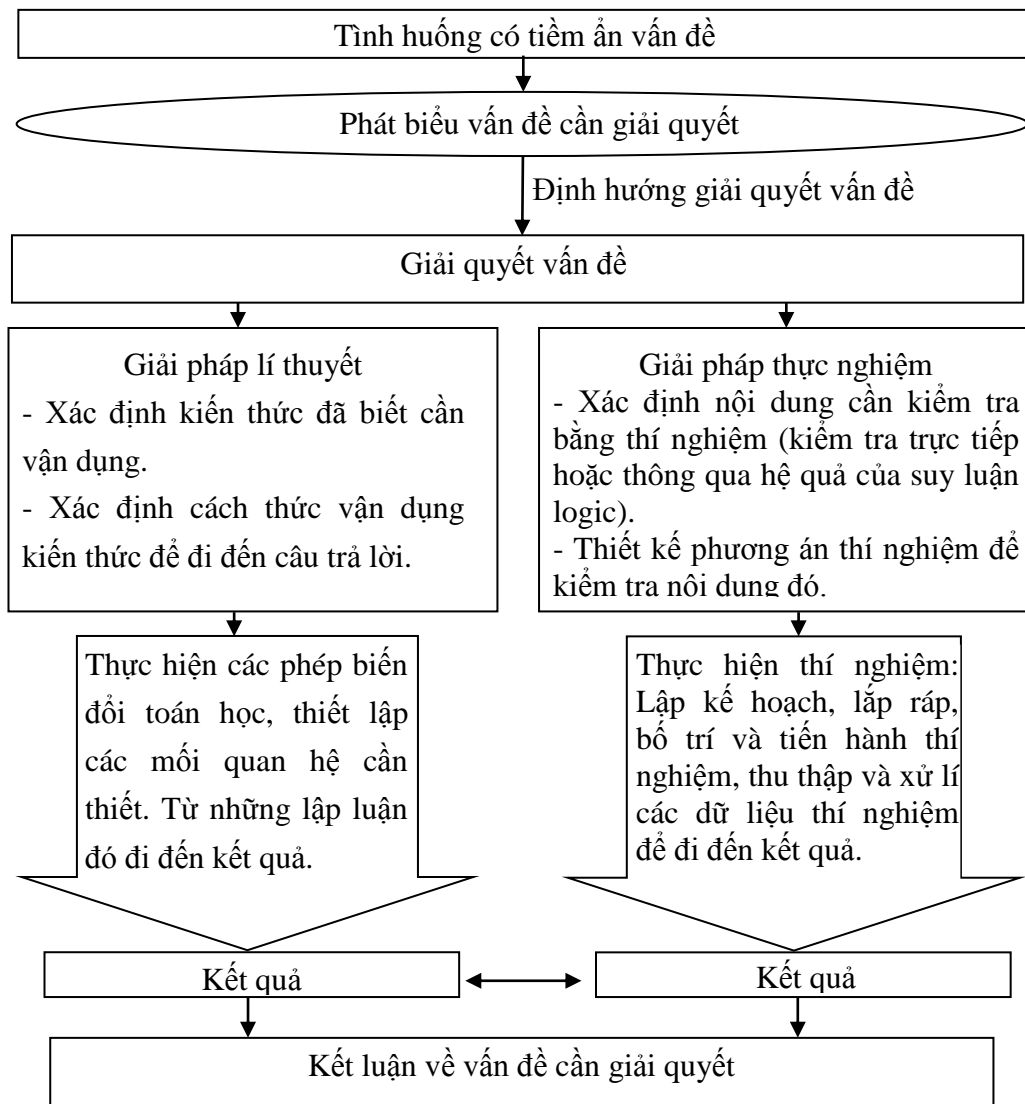 Tình huống có tiềm ẩn vấn đề
Phát biểu vấn đề cần giải quyết
Định hướng giải quyết vấn đề
Giải quyết vấn đề
Giải pháp lí thuyết
- Xác định kiến thức đã biết cần
vận dụng.
- Xác định cách thức vận dụng
kiến thức để đi đến câu trả lời.
Giải pháp thực nghiệm
- Xác định nội dung cần kiểm tra
bằng thí nghiệm (kiểm tra trực tiếp
hoặc thông qua hệ quả của suy luận
logic).
- Thiết kế phương án thí nghiệm để
kiểm tra nội dung đó.
Thực hiện các phép biến
đổi toán học, thiết lập
các mối quan hệ cần
thiết. Từ những lập luận
đó đi đến kết quả.
Thực hiện thí nghiệm:
Lập kế hoạch, lắp ráp,
bố trí và tiến hành thí
nghiệm, thu thập và xử lí
các dữ liệu thí nghiệm
để đi đến kết quả.
Kết quả
Kết quả
Kết luận về vấn đề cần giải quyết